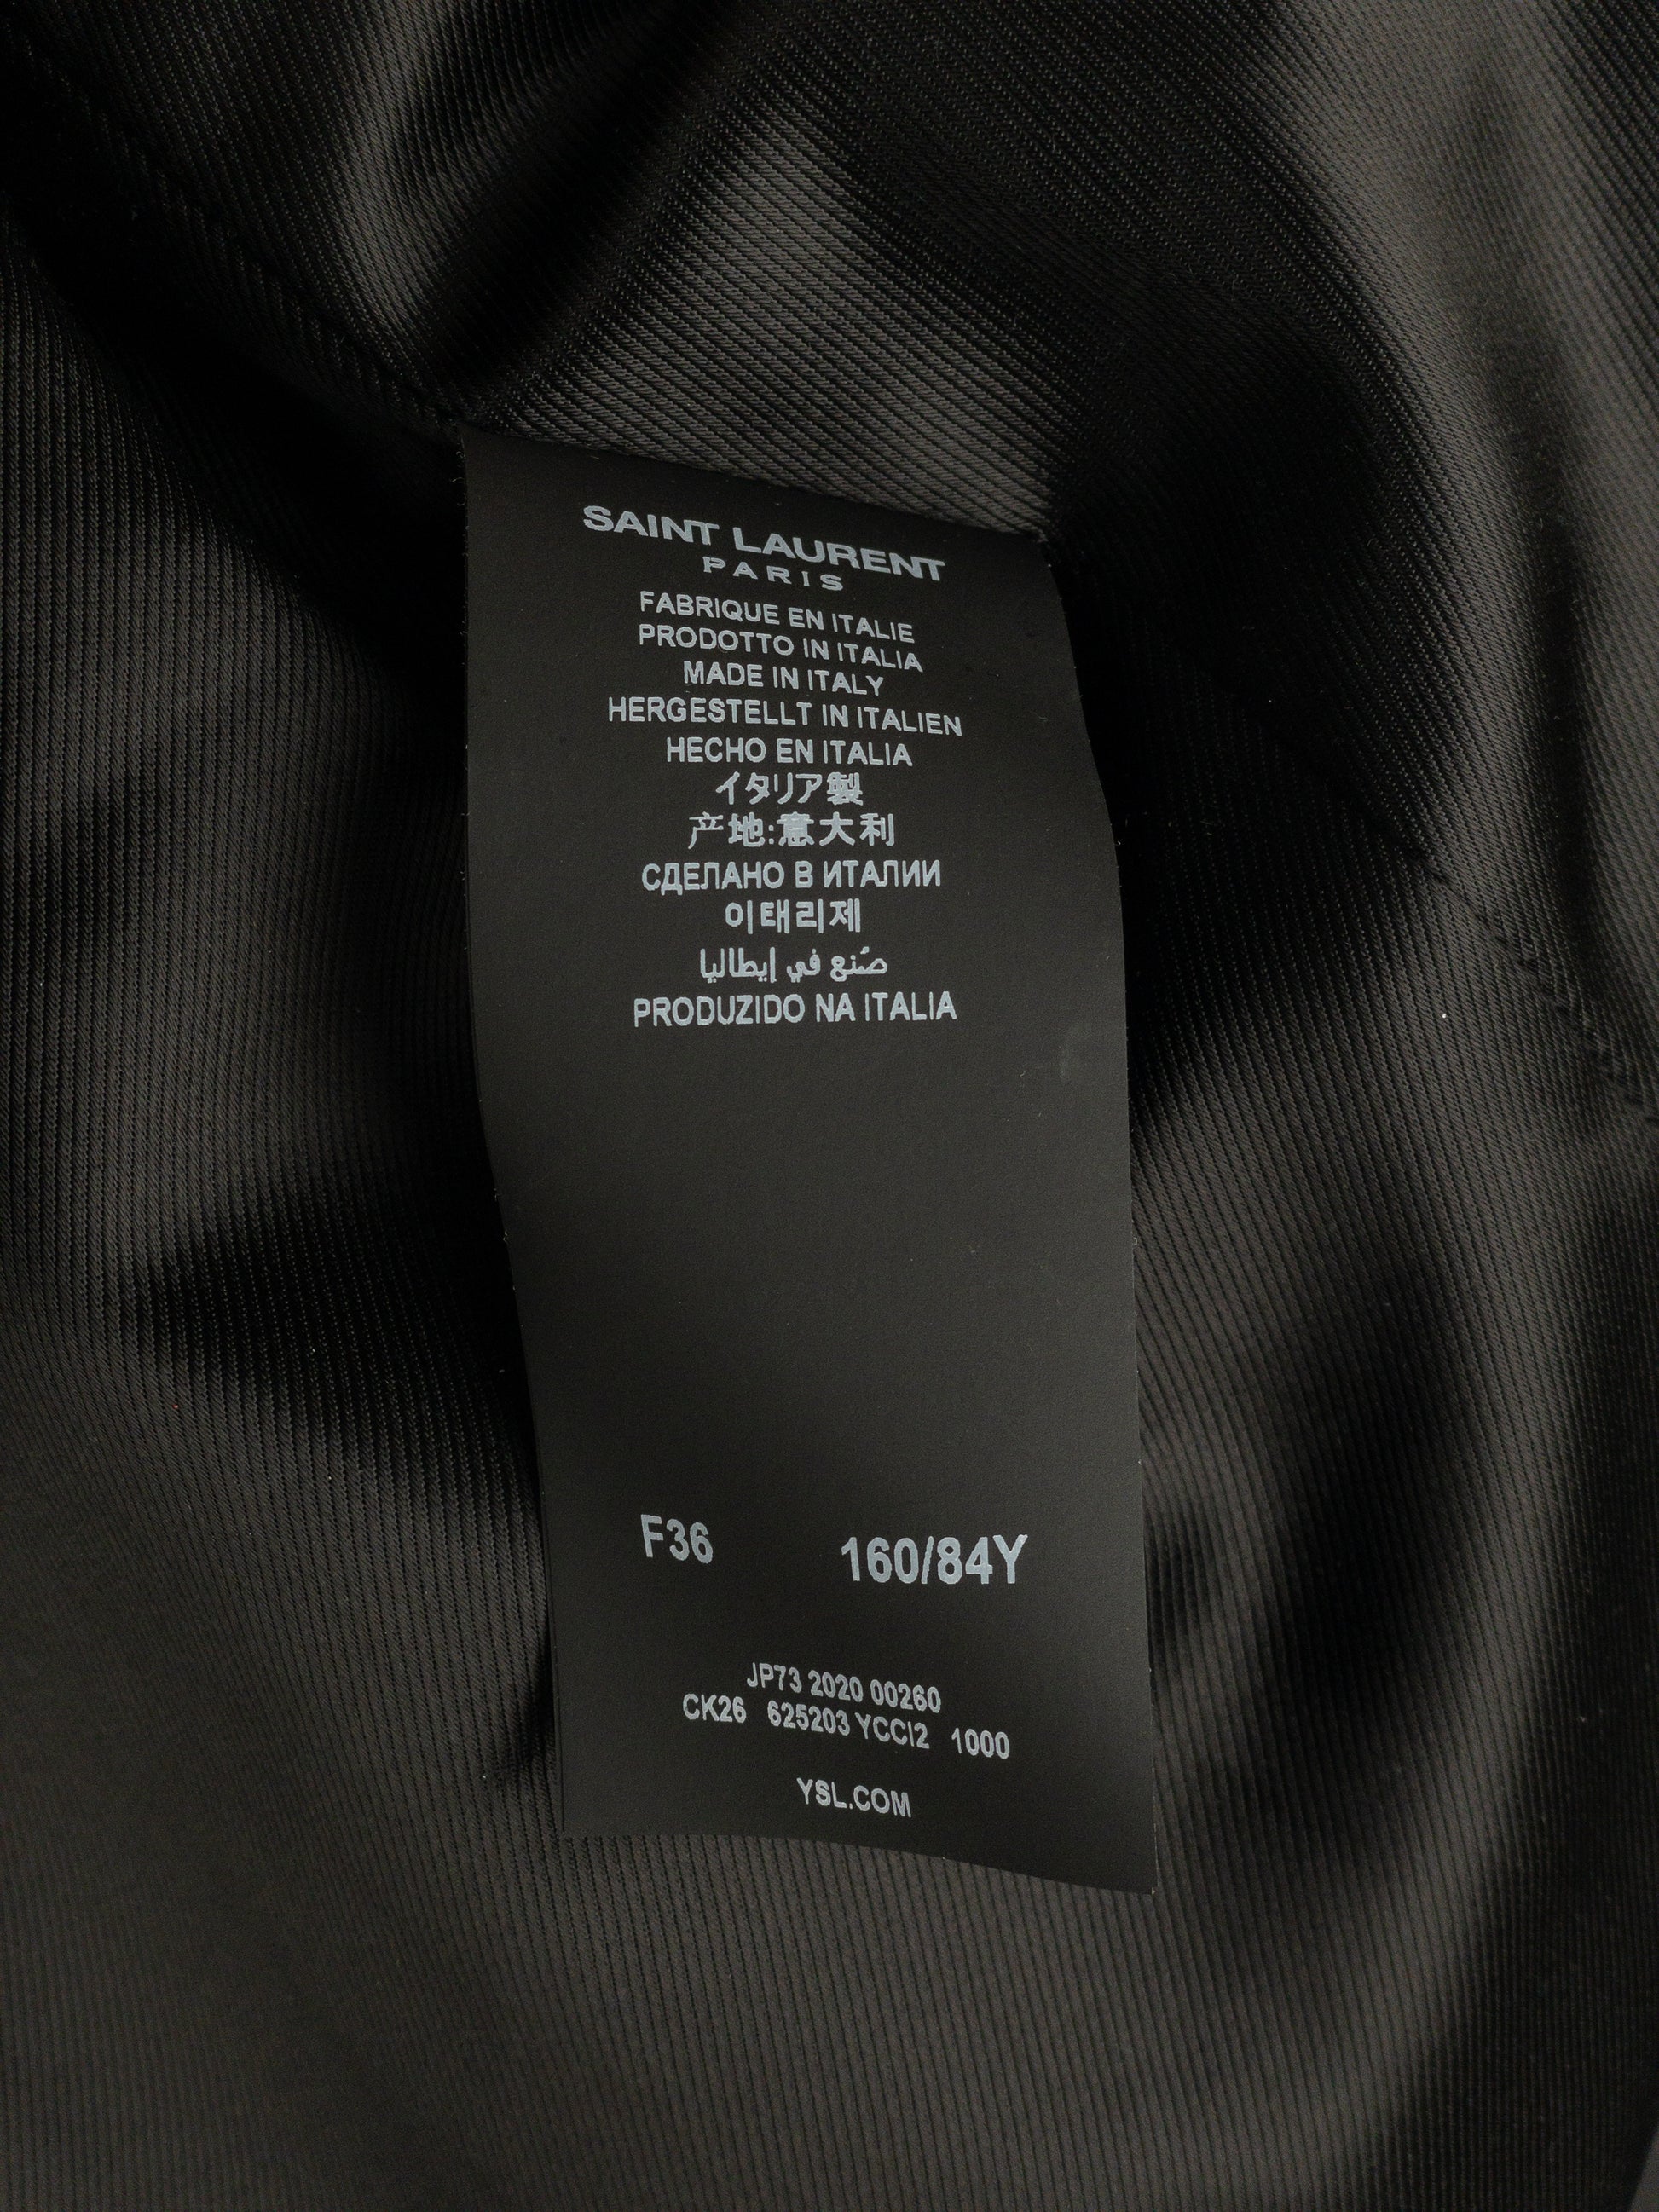 SAINT LAURENT
PARIS
FABRIQUE EN ITALIE
PRODOTTO IN ITALIA
MADE IN ITALY
HERGESTELLT IN ITALIEN
HECHO EN ITALIA
イタリア製
产地:意大利
СДЕЛАНО В ИТАЛИИ
이태리제
صُنع في إيطاليا
PRODUZIDO NA ITALIA
F36 160/84Y
JP73 2020 00260
CK26 625203 YCCI2 1000
YSL.COM